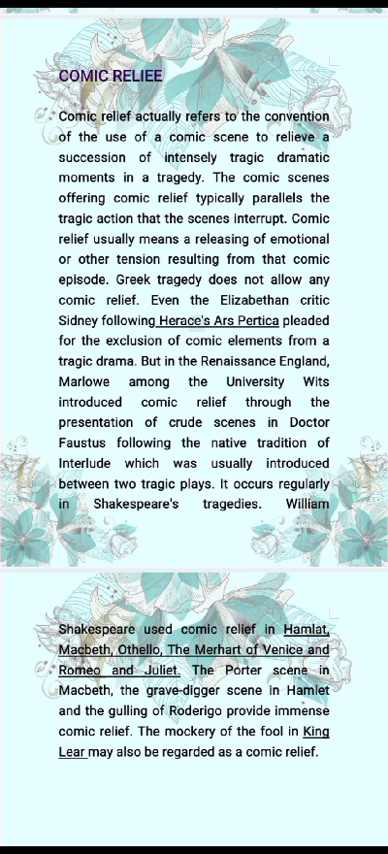 COMIC RELIEE
Comic relief actually refers to the convention
of the use of a comic scene to relieve a
succession of intensely tragic dramatic
moments in a tragedy. The comic scenes
offering comic relief typically parallels the
tragic action that the scenes interrupt. Comic
relief usually means a releasing of emotional
or other tension resulting from that comic
episode. Greek tragedy does not allow any
comic relief. Even the Elizabethan critic
Sidney following Herace's Ars Pertica pleaded
for the exclusion of comic elements from a
tragic drama. But in the Renaissance England,
Marlowe among the University Wits
introduced comic relief through the
presentation of crude scenes in Doctor
Faustus following the native tradition of
Interlude which was usually introduced
between two tragic plays. It occurs regularly
in Shakespeare's tragedies. William
Shakespeare used comic relief in Hamlat,
Macbeth, Othello, The Merhart of Venice and
Romeo and Juliet. The Porter scene in
Macbeth, the grave-digger scene in Hamlet
and the gulling of Roderigo provide immense
comic relief. The mockery of the fool in King
Lear may also be regarded as a comic relief.